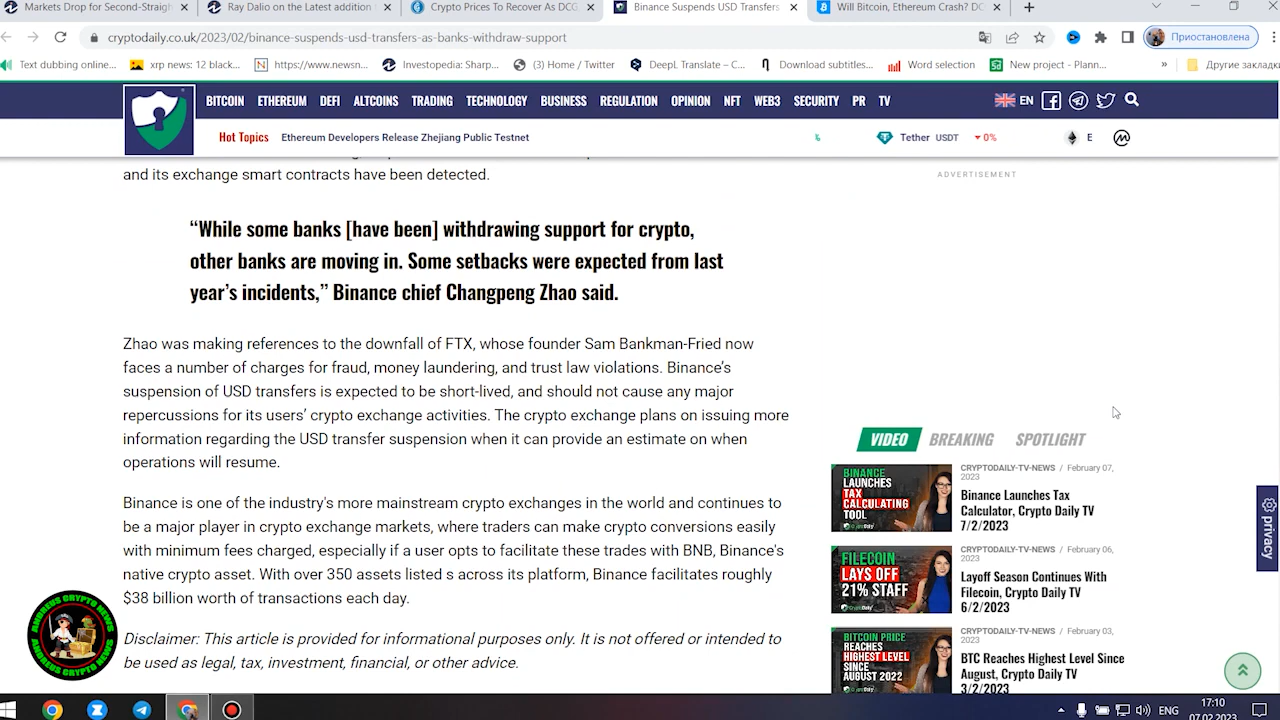 Markets Drop for Second-Straigh
Ray Dalio on the Latest addition
Crypto Prices To Recover As DCG
Binance Suspends USD Transfers
Will Bitcoin, Ethereum Crash? DC
cryptodaily.co.uk/2023/02/binance-suspends-usd-transfers-as-banks-withdraw-support
Приостановлена
Text dubbing online...
xrp news: 12 black...
https://www.newsn...
Investopedia: Sharp...
(3) Home / Twitter
DeepL Translate – C...
Download subtitles...
Word selection
New project - Plann...
»
Другие закладки
BITCOIN ETHEREUM DEFI ALTCOINS TRADING TECHNOLOGY BUSINESS REGULATION OPINION NFT WEB3 SECURITY PR TV
EN
Hot Topics Ethereum Developers Release Zhejiang Public Testnet
Tether USDT 0%
E
and its exchange smart contracts have been detected.
ADVERTISEMENT
“While some banks [have been] withdrawing support for crypto,
other banks are moving in. Some setbacks were expected from last
year’s incidents,” Binance chief Changpeng Zhao said.
Zhao was making references to the downfall of FTX, whose founder Sam Bankman-Fried now
faces a number of charges for fraud, money laundering, and trust law violations. Binance’s
suspension of USD transfers is expected to be short-lived, and should not cause any major
repercussions for its users’ crypto exchange activities. The crypto exchange plans on issuing more
information regarding the USD transfer suspension when it can provide an estimate on when
operations will resume.
Binance is one of the industry's more mainstream crypto exchanges in the world and continues to
be a major player in crypto exchange markets, where traders can make crypto conversions easily
with minimum fees charged, especially if a user opts to facilitate these trades with BNB, Binance's
native crypto asset. With over 350 assets listed s across its platform, Binance facilitates roughly
$38 billion worth of transactions each day.
Disclaimer: This article is provided for informational purposes only. It is not offered or intended to
be used as legal, tax, investment, financial, or other advice.
VIDEO BREAKING SPOTLIGHT
BINANCE
LAUNCHES
TAX
CALCULATING
TOOL
CRYPTODAILY-TV-NEWS / February 07,
2023
Binance Launches Tax
Calculator, Crypto Daily TV
7/2/2023
FILECOIN
LAYS OFF
21% STAFF
CRYPTODAILY-TV-NEWS / February 06,
2023
Layoff Season Continues With
Filecoin, Crypto Daily TV
6/2/2023
BITCOIN PRICE
REACHES
HIGHEST LEVEL
SINCE
AUGUST 2022
CRYPTODAILY-TV-NEWS / February 03,
2023
BTC Reaches Highest Level Since
August, Crypto Daily TV
3/2/2023
privacy
ANDREUS CRYPTO NEWS
ANDREUS CRYPTO NEWS
ENG
17:10
07.02.2023